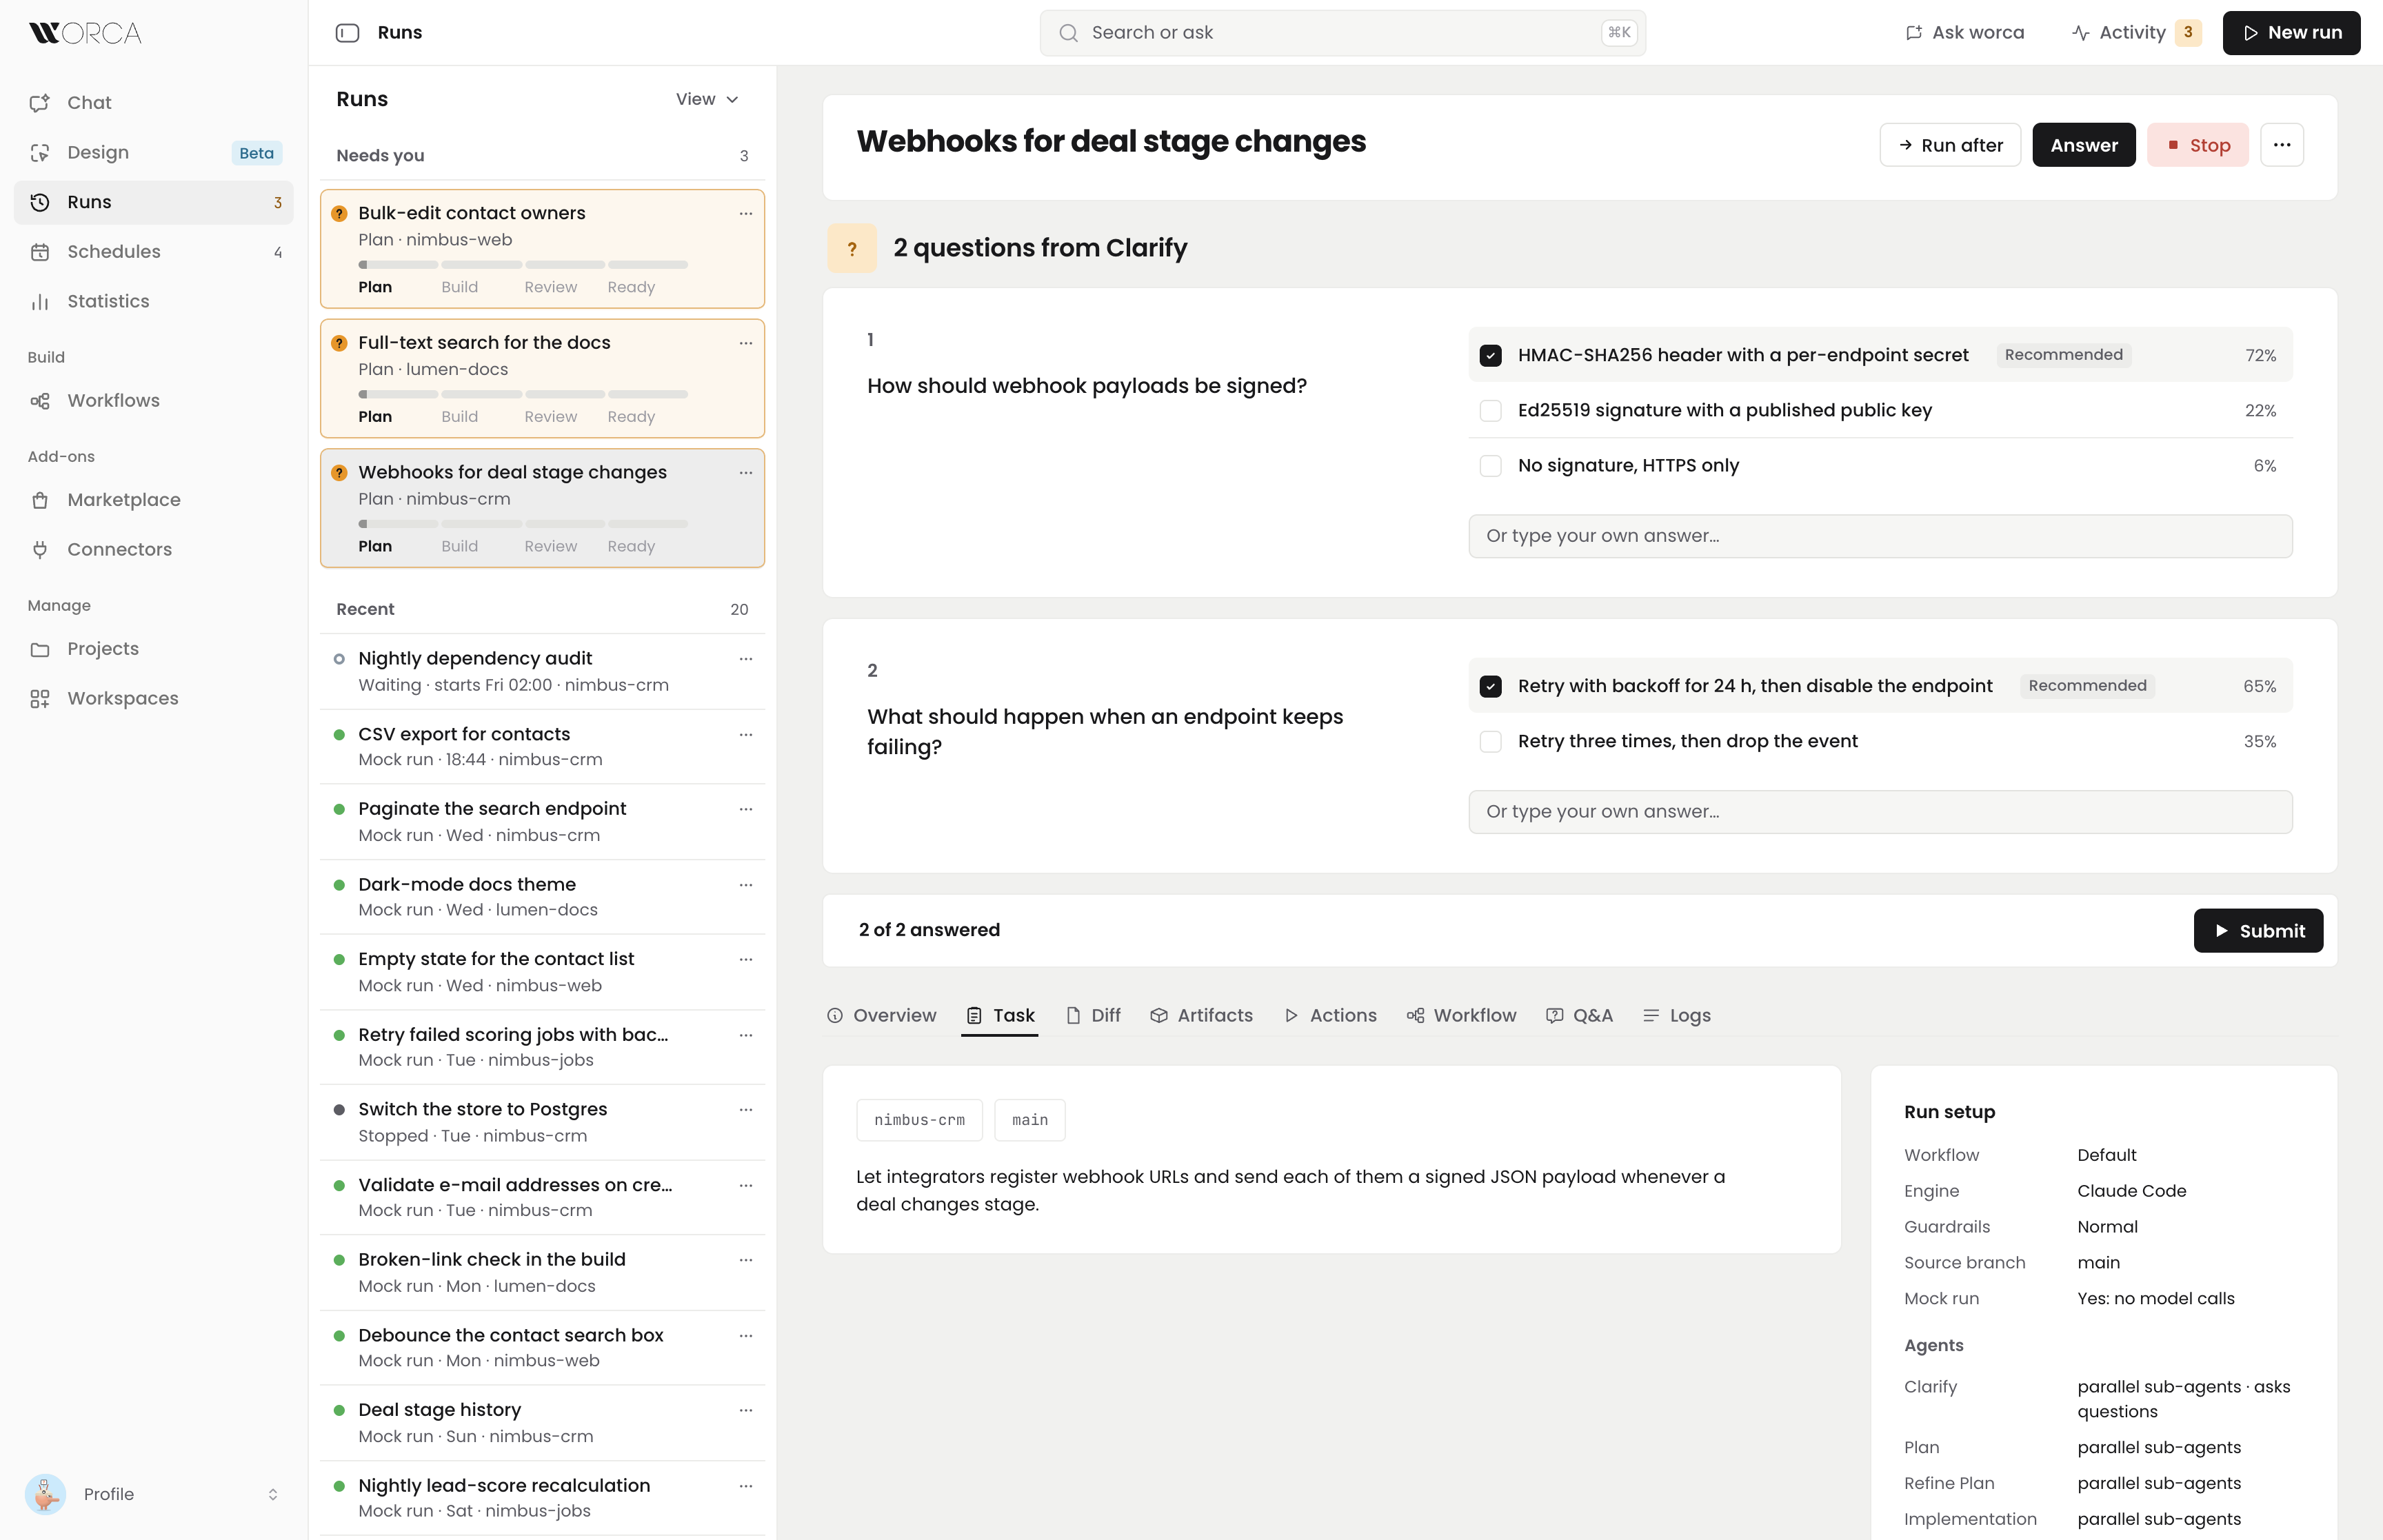 WORCA
Chat
Design
Beta
Runs
3
Schedules
4
Statistics
Build
Workflows
Add-ons
Marketplace
Connectors
Manage
Projects
Workspaces
Profile
Runs
Search or ask
⌘K
Ask worca
Activity
3
New run
Runs
View
Needs you
3
?
Bulk-edit contact owners
Plan · nimbus-web
Plan Build Review Ready
?
Full-text search for the docs
Plan · lumen-docs
Plan Build Review Ready
?
Webhooks for deal stage changes
Plan · nimbus-crm
Plan Build Review Ready
Recent
20
Nightly dependency audit
Waiting · starts Fri 02:00 · nimbus-crm
CSV export for contacts
Mock run · 18:44 · nimbus-crm
Paginate the search endpoint
Mock run · Wed · nimbus-crm
Dark-mode docs theme
Mock run · Wed · lumen-docs
Empty state for the contact list
Mock run · Wed · nimbus-web
Retry failed scoring jobs with bac...
Mock run · Tue · nimbus-jobs
Switch the store to Postgres
Stopped · Tue · nimbus-crm
Validate e-mail addresses on cre...
Mock run · Tue · nimbus-crm
Broken-link check in the build
Mock run · Mon · lumen-docs
Debounce the contact search box
Mock run · Mon · nimbus-web
Deal stage history
Mock run · Sun · nimbus-crm
Nightly lead-score recalculation
Mock run · Sat · nimbus-jobs
Webhooks for deal stage changes
Run after
Answer
Stop
?
2 questions from Clarify
1
How should webhook payloads be signed?
HMAC-SHA256 header with a per-endpoint secret Recommended 72%
Ed25519 signature with a published public key 22%
No signature, HTTPS only 6%
Or type your own answer...
2
What should happen when an endpoint keeps
failing?
Retry with backoff for 24 h, then disable the endpoint Recommended 65%
Retry three times, then drop the event 35%
Or type your own answer...
2 of 2 answered
Submit
Overview Task Diff Artifacts Actions Workflow Q&A Logs
nimbus-crm main
Let integrators register webhook URLs and send each of them a signed JSON payload whenever a
deal changes stage.
Run setup
Workflow Default
Engine Claude Code
Guardrails Normal
Source branch main
Mock run Yes: no model calls
Agents
Clarify parallel sub-agents · asks
questions
Plan parallel sub-agents
Refine Plan parallel sub-agents
Implementation parallel sub-agents